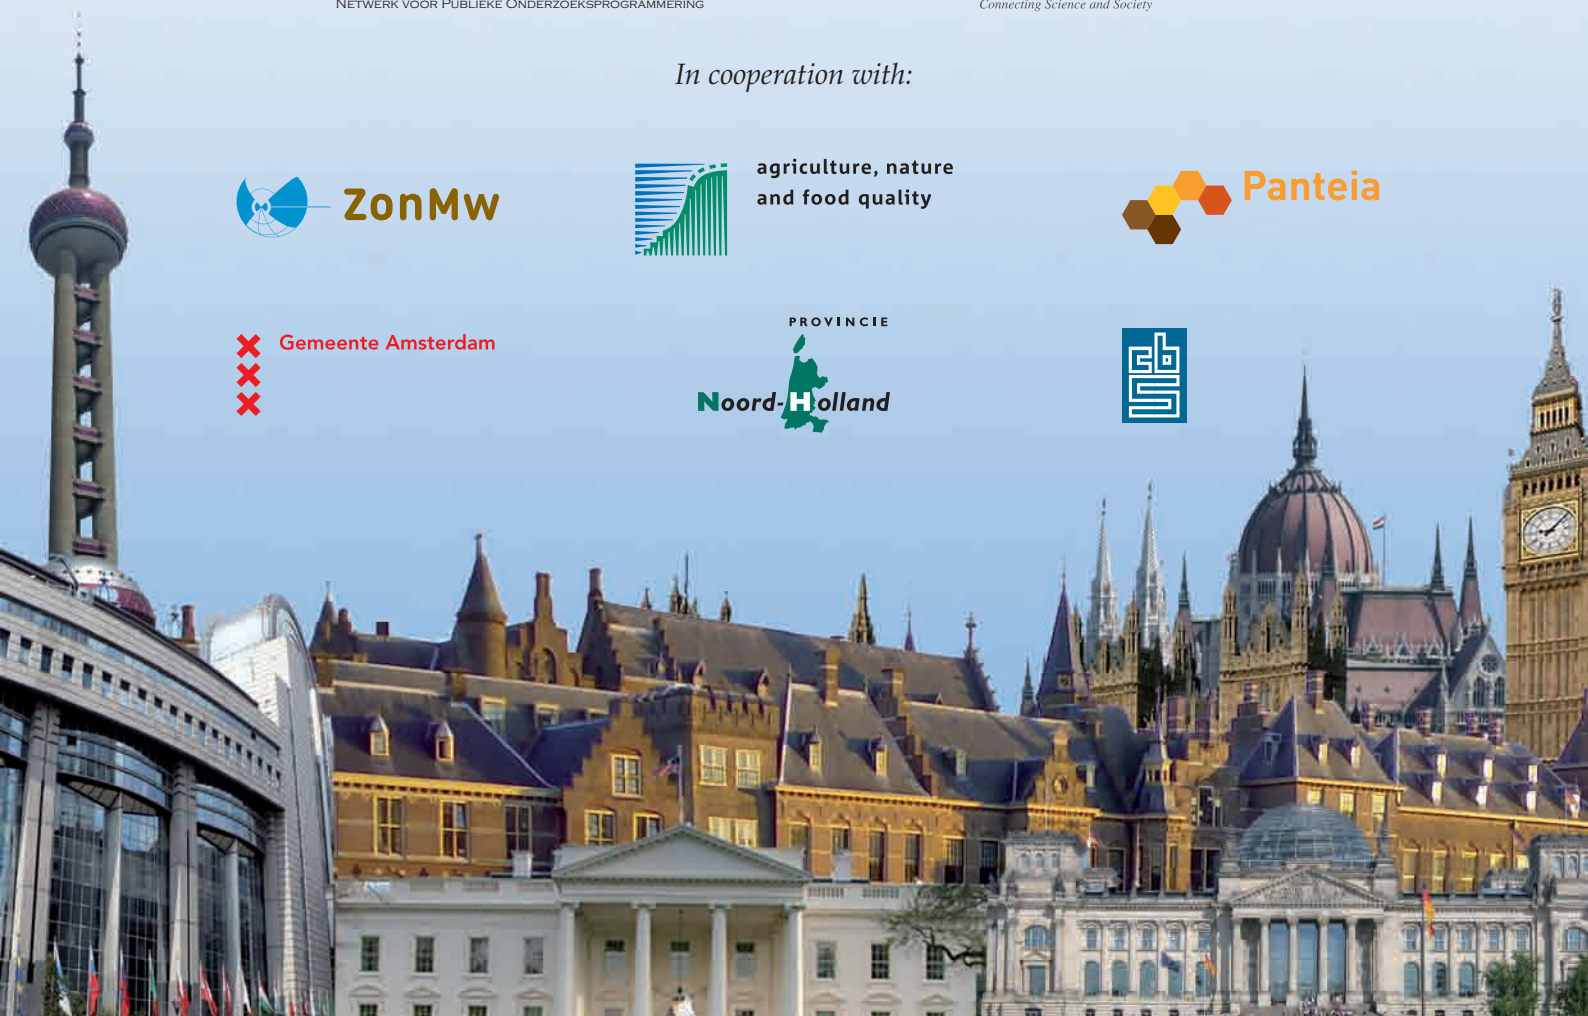 NETWERK VOOR PUBLIEKE ONDERZOEKSPROGRAMMERING
Connecting Science and Society
In cooperation with:
ZonMw
agriculture, nature
and food quality
Panteia
Gemeente Amsterdam
PROVINCIE
Noord-Holland
cbs